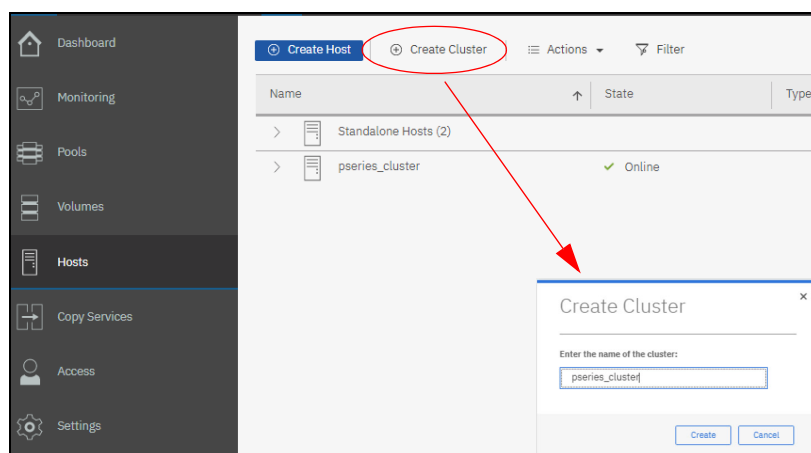 Dashboard
Monitoring
Pools
Volumes
Hosts
Copy Services
Access
Settings
Create Host Create Cluster Actions Filter
Name State Type
Standalone Hosts (2)
pseries_cluster Online
Create Cluster ×
Enter the name of the cluster:
pseries_cluster
Create Cancel